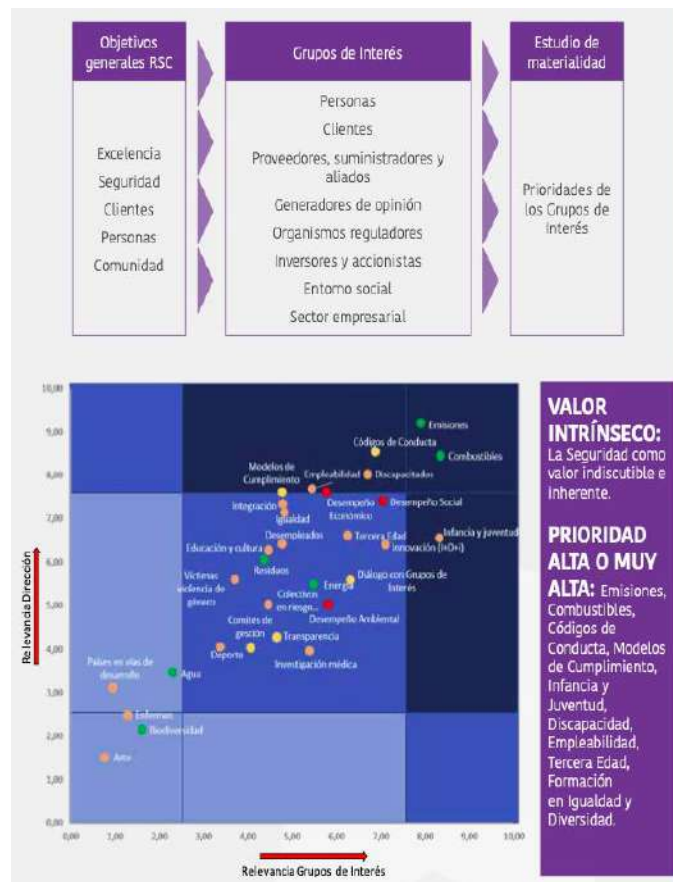 Objetivos
generales RSC
Grupos de Interés
Estudio de
materialidad
Excelencia
Seguridad
Clientes
Personas
Comunidad
Personas
Clientes
Proveedores, suministradores y
aliados
Generadores de opinión
Organismos reguladores
Inversores y accionistas
Entorno social
Sector empresarial
Prioridades de
los Grupos de
Interés
Relevancia Dirección
10,00
9,00
8,00
7,00
6,00
5,00
4,00
3,00
2,00
1,00
0,00
Emisiones
Códigos de Conducta
Combustibles
Modelos de
Cumplimiento
Empleabilidad
Discapacitados
Integración
Desempeño
Económico
Desempeño Social
Igualdad
Desempleados
Tercera Edad
Infancia y juventud
Innovación (I+D+i)
Educación y cultura
Residuos
Víctimas
violencia de
género
Energía
Diálogo con Grupos de
Interés
Colectivos
en riesgo...
Desempeño Ambiental
Comités de
gestión
Transparencia
Deporte
Investigación médica
Países en vías de
desarrollo
Agua
Enfermos
Biodiversidad
Arte
0,00 1,00 2,00 3,00 4,00 5,00 6,00 7,00 8,00 9,00 10,00
Relevancia Grupos de Interés
VALOR
INTRÍNSECO:
La Seguridad como
valor indiscutible e
inherente.
PRIORIDAD
ALTA O MUY
ALTA: Emisiones,
Combustibles,
Códigos de
Conducta, Modelos
de Cumplimiento,
Infancia y
Juventud,
Discapacidad,
Empleabilidad,
Tercera Edad,
Formación
en Igualdad y
Diversidad.